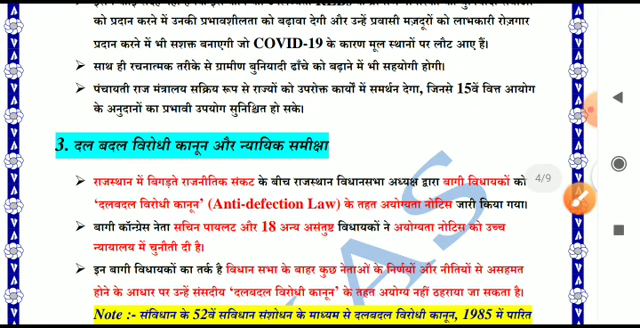 को प्रदान करने में उनकी प्रभावशीलता को बढ़ावा देगी और उन्हें प्रवासी मज़दूरों को लाभकारी रोज़गार
प्रदान करने में भी सशक्त बनाएगी जो COVID-19 के कारण मूल स्थानों पर लौट आए हैं।
➤ साथ ही रचनात्मक तरीके से ग्रामीण बुनियादी ढाँचे को बढ़ाने में भी सहयोगी होगी।
➤ पंचायती राज मंत्रालय सक्रिय रूप से राज्यों को उपरोक्त कार्यों में समर्थन देगा, जिनसे 15वें वित्त आयोग
के अनुदानों का प्रभावी उपयोग सुनिश्चित हो सके।
3. दल बदल विरोधी कानून और न्यायिक समीक्षा
4/9
➤ राजस्थान में बिगड़ते राजनीतिक संकट के बीच राजस्थान विधानसभा अध्यक्ष द्वारा बागी विधायकों को
'दलबदल विरोधी कानून' (Anti-defection Law) के तहत अयोग्यता नोटिस जारी किया गया।
➤ बागी कॉन्ग्रेस नेता सचिन पायलट और 18 अन्य असंतुष्ट विधायकों ने अयोग्यता नोटिस को उच्च
न्यायालय में चुनौती दी है।
➤ इन बागी विधायकों का तर्क है विधान सभा के बाहर कुछ नेताओं के निर्णयों और नीतियों से असहमत
होने के आधार पर उन्हें संसदीय 'दलबदल विरोधी कानून' के तहत अयोग्य नहीं ठहराया जा सकता है।
Note :- संविधान के 52वें सविधान संशोधन के माध्यम से दलबदल विरोधी कानून, 1985 में पारित